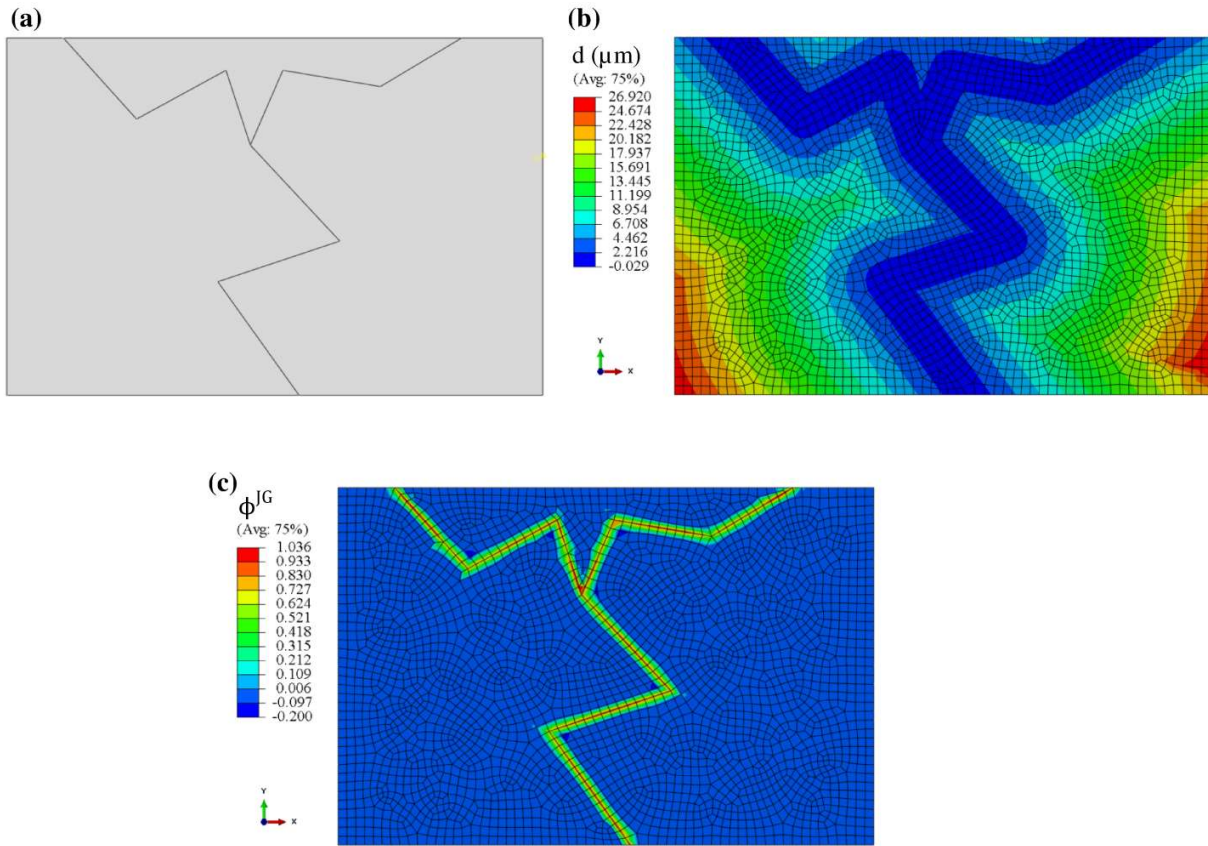 (a)
(b)
d (μm)
(Avg: 75%)
26.920
24.674
22.428
20.182
17.937
15.691
13.445
11.199
8.954
6.708
4.462
2.216
-0.029
Y
X
(c)
ϕJG
(Avg: 75%)
1.036
0.933
0.830
0.727
0.624
0.521
0.418
0.315
0.212
0.109
0.006
-0.097
-0.200
Y
X